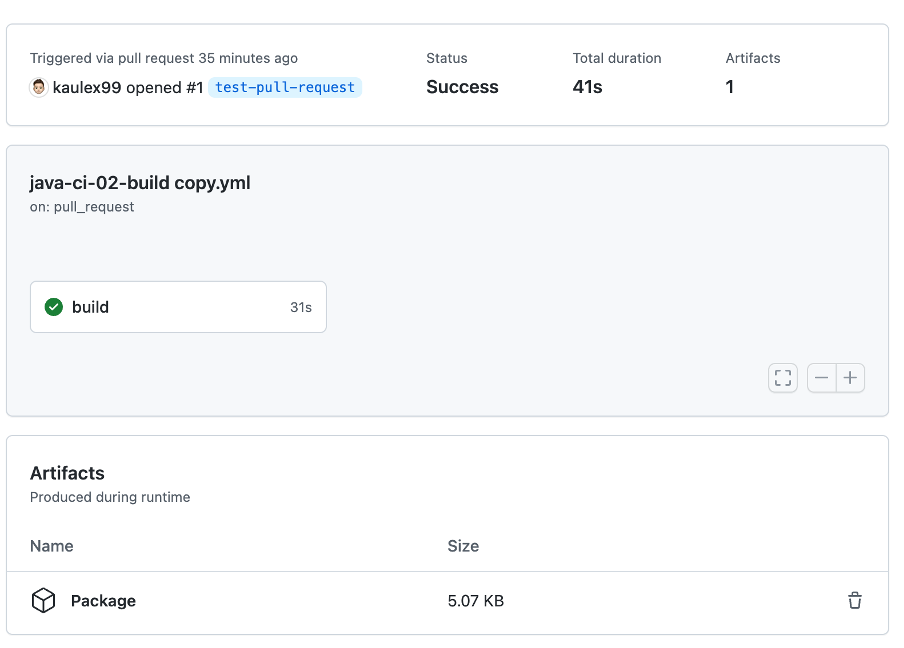 Triggered via pull request 35 minutes ago
Status
Total duration
Artifacts
kaulex99 opened #1 test-pull-request
Success
41s
1
java-ci-02-build copy.yml
on: pull_request
build
31s
Artifacts
Produced during runtime
Name
Size
Package
5.07 KB